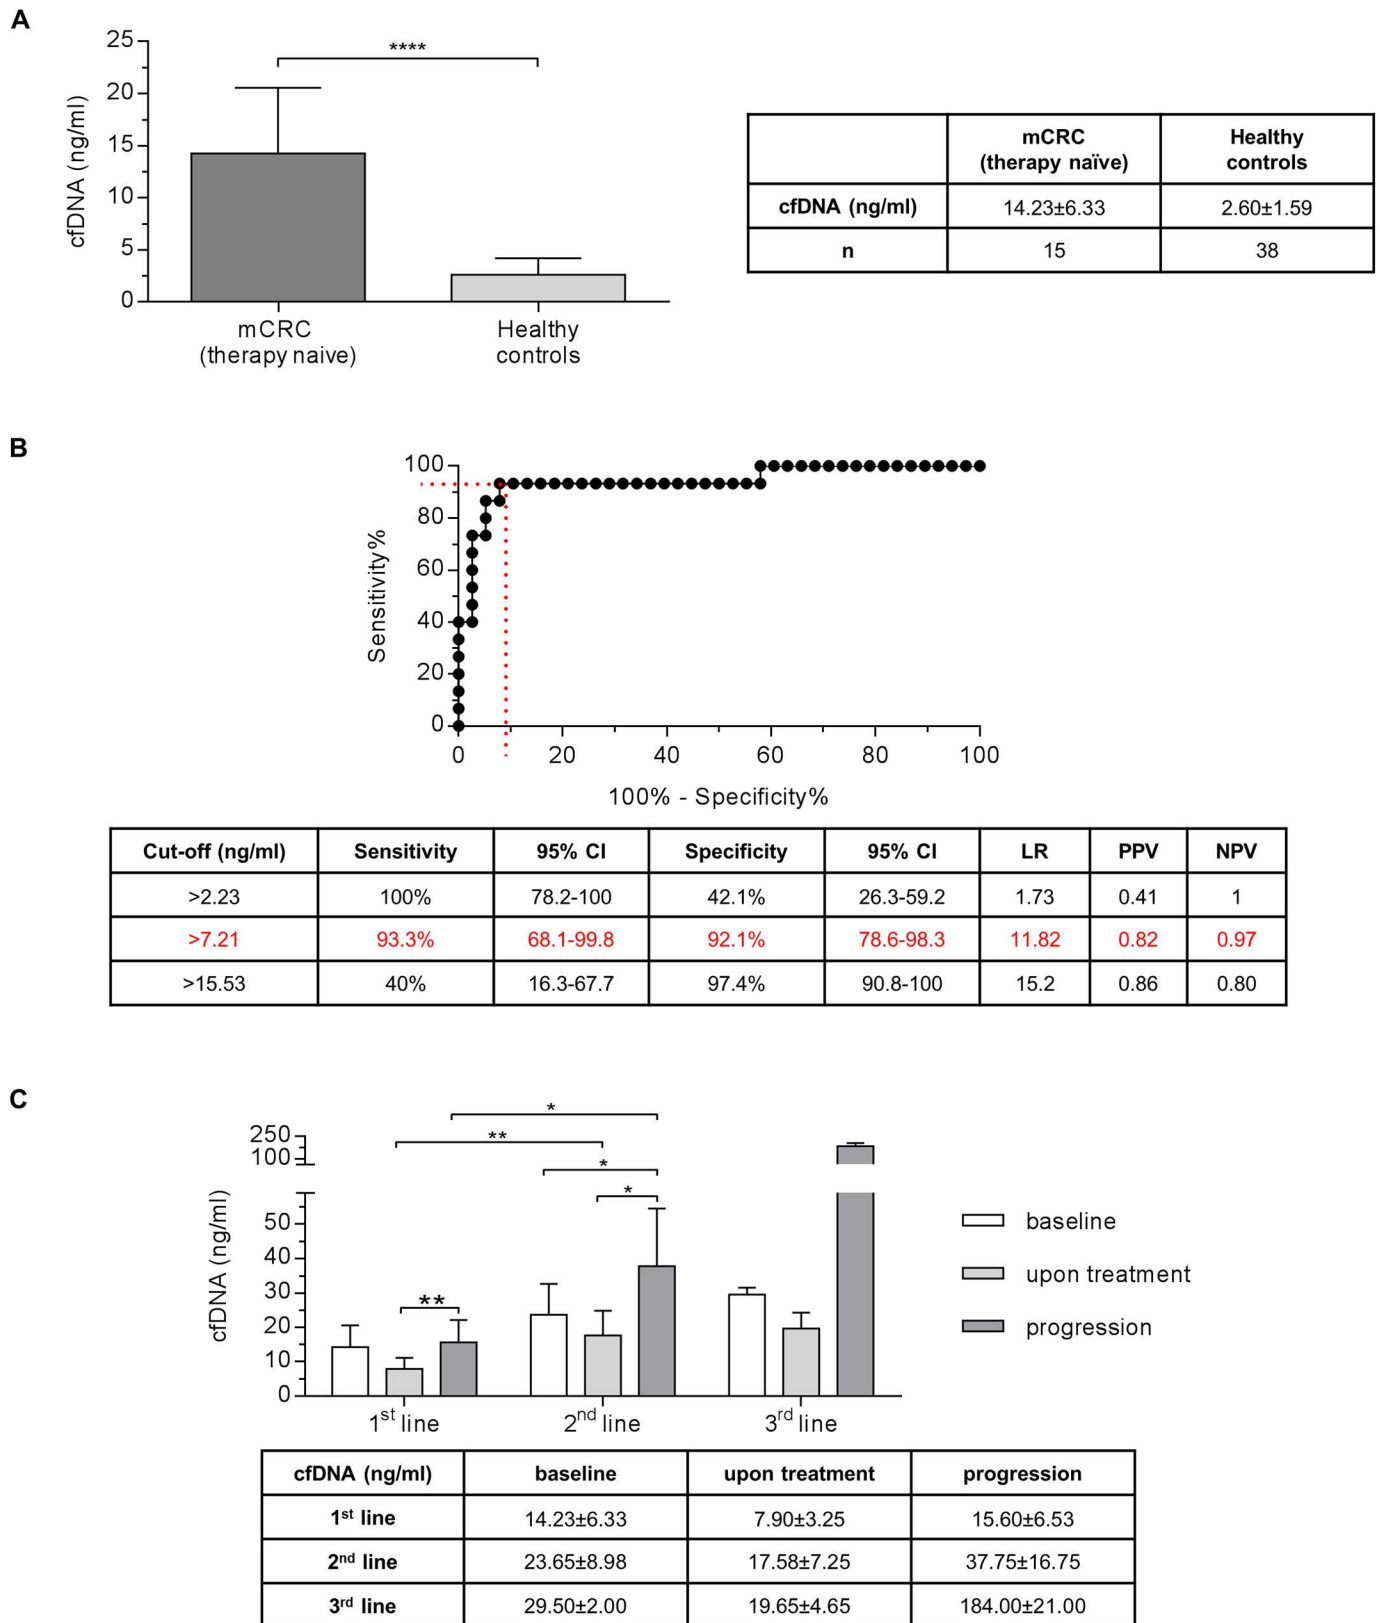 A
25
20
15
10
5
0
cfDNA (ng/ml)
****
mCRC
(therapy naive)
Healthy
controls
mCRC
(therapy naïve)
Healthy
controls
cfDNA (ng/ml) 14.23±6.33 2.60±1.59
n 15 38
B
100
80
60
40
20
0
Sensitivity%
0 20 40 60 80 100
100% - Specificity%
Cut-off (ng/ml) Sensitivity 95% CI Specificity 95% CI LR PPV NPV
>2.23 100% 78.2-100 42.1% 26.3-59.2 1.73 0.41 1
>7.21 93.3% 68.1-99.8 92.1% 78.6-98.3 11.82 0.82 0.97
>15.53 40% 16.3-67.7 97.4% 90.8-100 15.2 0.86 0.80
C
250
100
50
40
30
20
10
0
cfDNA (ng/ml)
*
**
*
*
**
1st line 2nd line 3rd line
baseline
upon treatment
progression
cfDNA (ng/ml) baseline upon treatment progression
1st line 14.23±6.33 7.90±3.25 15.60±6.53
2nd line 23.65±8.98 17.58±7.25 37.75±16.75
3rd line 29.50±2.00 19.65±4.65 184.00±21.00